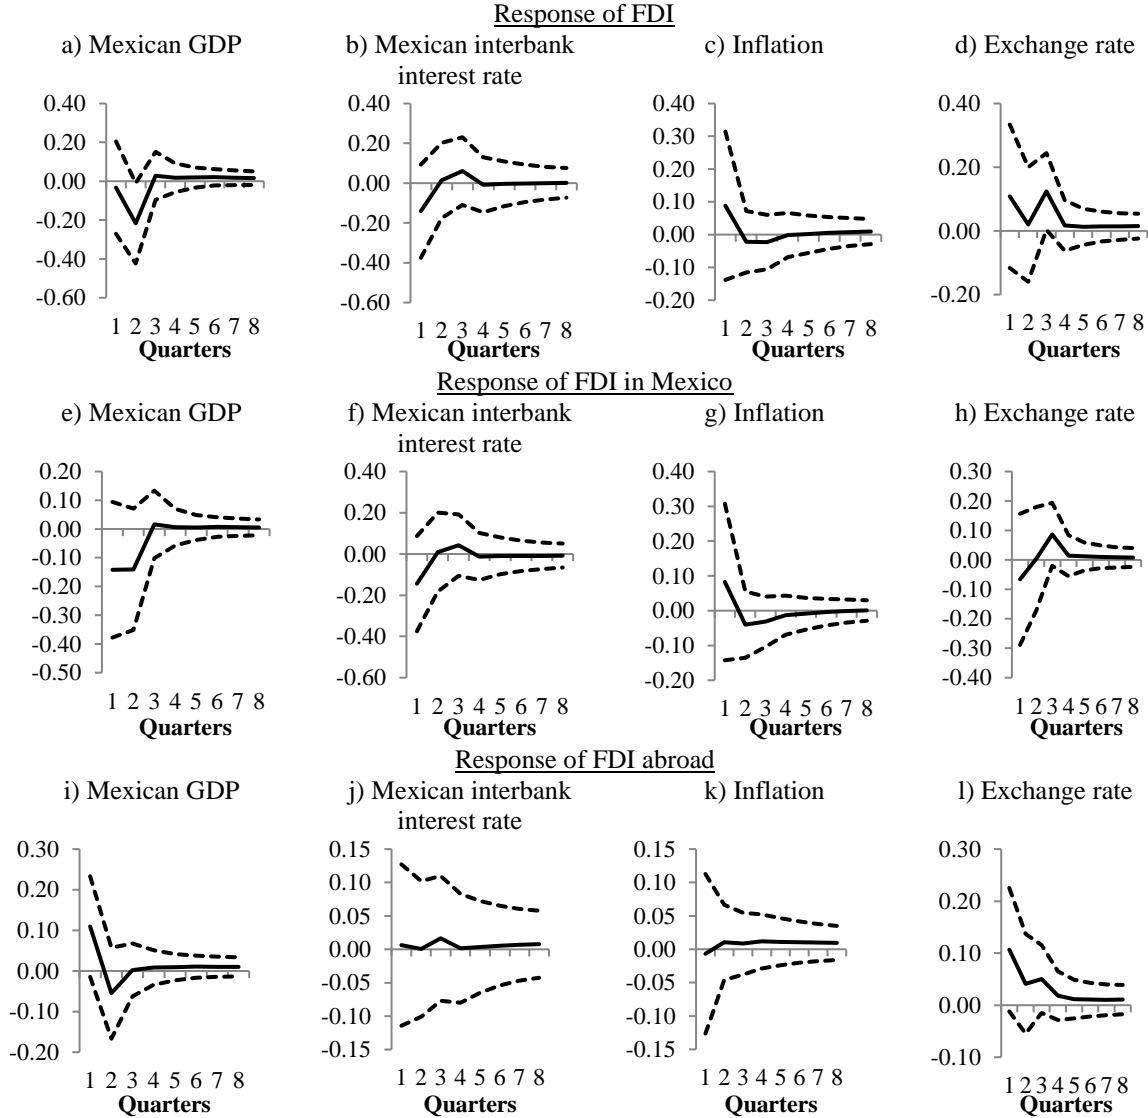 Response of FDI
a) Mexican GDP
b) Mexican interbank
interest rate
c) Inflation
d) Exchange rate
0.40
0.20
0.00
-0.20
-0.40
-0.60
1 2 3 4 5 6 7 8
Quarters
0.40
0.20
0.00
-0.20
-0.40
-0.60
1 2 3 4 5 6 7 8
Quarters
0.40
0.30
0.20
0.10
0.00
-0.10
-0.20
1 2 3 4 5 6 7 8
Quarters
0.40
0.20
0.00
-0.20
1 2 3 4 5 6 7 8
Quarters
Response of FDI in Mexico
e) Mexican GDP
f) Mexican interbank
interest rate
g) Inflation
h) Exchange rate
0.20
0.10
0.00
-0.10
-0.20
-0.30
-0.40
-0.50
1 2 3 4 5 6 7 8
Quarters
0.40
0.20
0.00
-0.20
-0.40
-0.60
1 2 3 4 5 6 7 8
Quarters
0.40
0.30
0.20
0.10
0.00
-0.10
-0.20
1 2 3 4 5 6 7 8
Quarters
0.30
0.20
0.10
0.00
-0.10
-0.20
-0.30
-0.40
1 2 3 4 5 6 7 8
Quarters
Response of FDI abroad
i) Mexican GDP
j) Mexican interbank
interest rate
k) Inflation
l) Exchange rate
0.30
0.20
0.10
0.00
-0.10
-0.20
1 2 3 4 5 6 7 8
Quarters
0.15
0.10
0.05
0.00
-0.05
-0.10
-0.15
1 2 3 4 5 6 7 8
Quarters
0.15
0.10
0.05
0.00
-0.05
-0.10
-0.15
1 2 3 4 5 6 7 8
Quarters
0.30
0.20
0.10
0.00
-0.10
1 2 3 4 5 6 7 8
Quarters